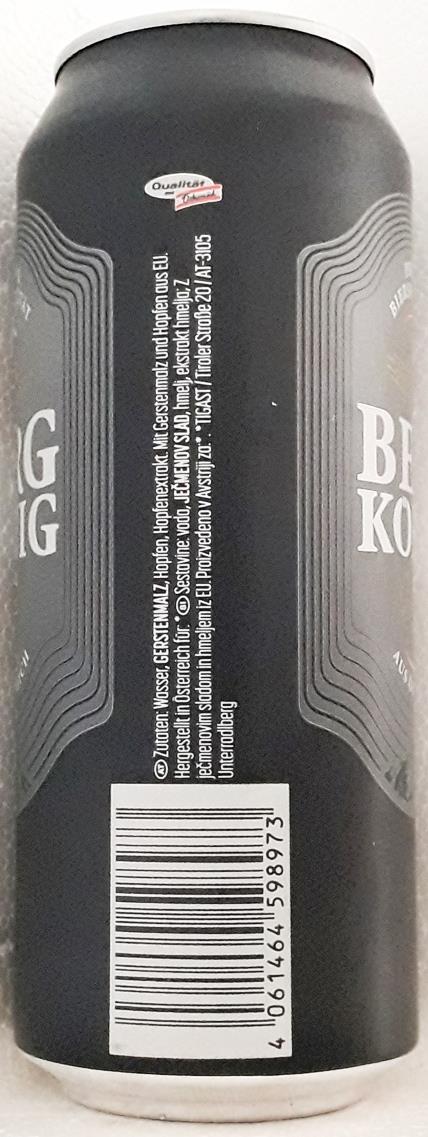 Qualität
RG
IG
BE
KO
AT Zutaten: Wasser, GERSTENMALZ, Hopfen, Hopfenextrakt. Mit Gerstenmalz und Hopfen aus EU.
Hergestellt in Österreich für: * SI Sestavine: voda, JEČMENOV SLAD, hmelj, ekstrakt hmelja; Z
ječmenovim sladom in hmeljem iz EU. Proizvedeno v Avstriji za:* . *TIGAST / Tiroler Straße 20 / AT-3105
Unterradlberg
4 061464 598973